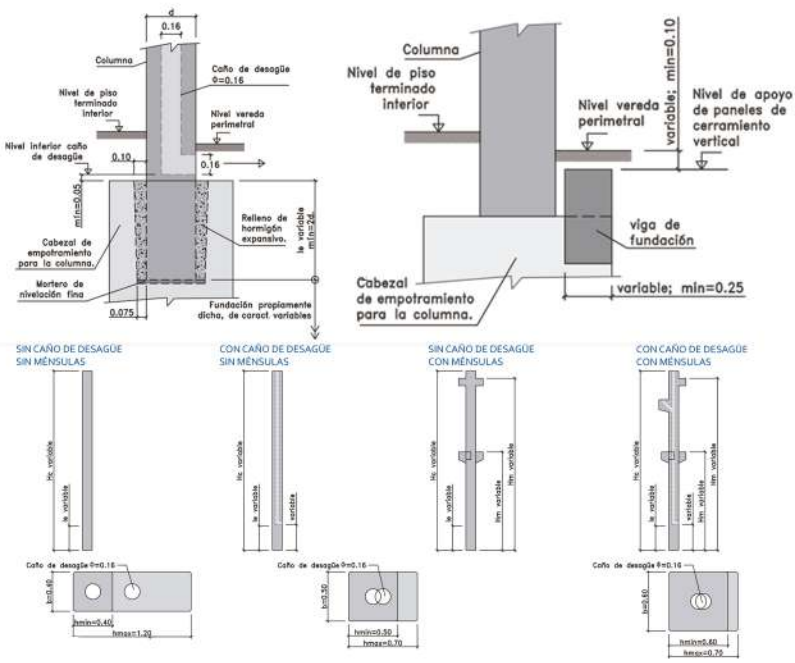 d
0.16
Columna
Caño de desagüe
Φ=0.16
Nivel de piso
terminado
interior
Nivel vereda
perimetral
Nivel inferior caño
de desagüe
0.10
0.16
min=0.05
le variable
min=2d.
Cabezal de
empotramiento
para la columna.
Relleno de
hormigón
expansivo.
Mortero de
nivelación fina
0.075
Fundación propiamente
dicha, de caract. variables
Columna
Nivel de piso
terminado
interior
Nivel vereda
perimetral
variable; min=0.10
Nivel de apoyo
de paneles de
cerramiento
vertical
viga de
fundación
Cabezal
de empotramiento
para la columna.
variable; min=0.25
SIN CAÑO DE DESAGÜE
SIN MÉNSULAS
Hc variable
le variable
CON CAÑO DE DESAGÜE
SIN MÉNSULAS
Hc variable
le variable
variable
SIN CAÑO DE DESAGÜE
CON MÉNSULAS
Hc variable
le variable
Hm variable
Hm variable
CON CAÑO DE DESAGÜE
CON MÉNSULAS
Hc variable
le variable
variable
Hm variable
Hm variable
Caño de desagüe Φ=0.16
b=0.40
hmin=0.40
hmax=1.20
Caño de desagüe Φ=0.16
b=0.50
hmin=0.50
hmax=0.70
Caño de desagüe Φ=0.16
b=0.60
hmin=0.60
hmax=0.70